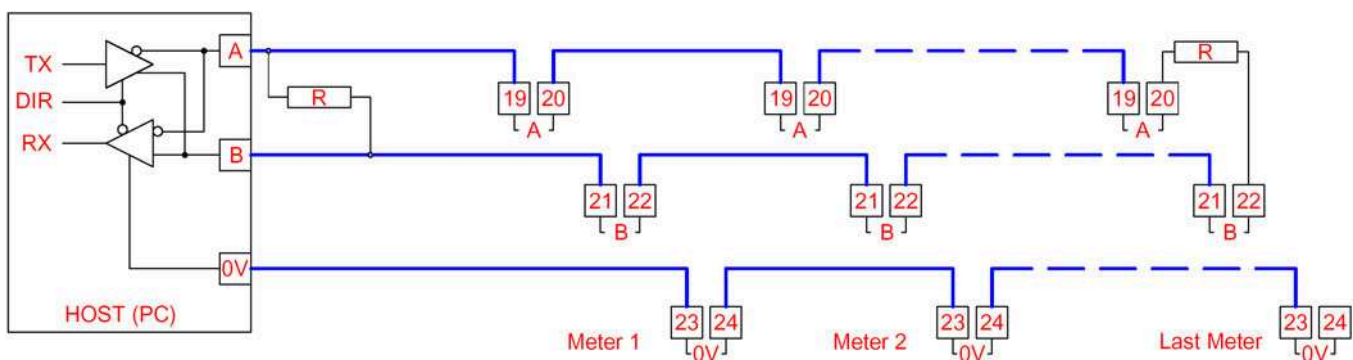 A
TX
R
DIR
19 20 19 20 19 20
R
A A A
RX
B
21 22 21 22 21 22
B B B
0V
HOST (PC)
23 24 23 24 23 24
Meter 1 Meter 2 Last Meter
0V 0V 0V